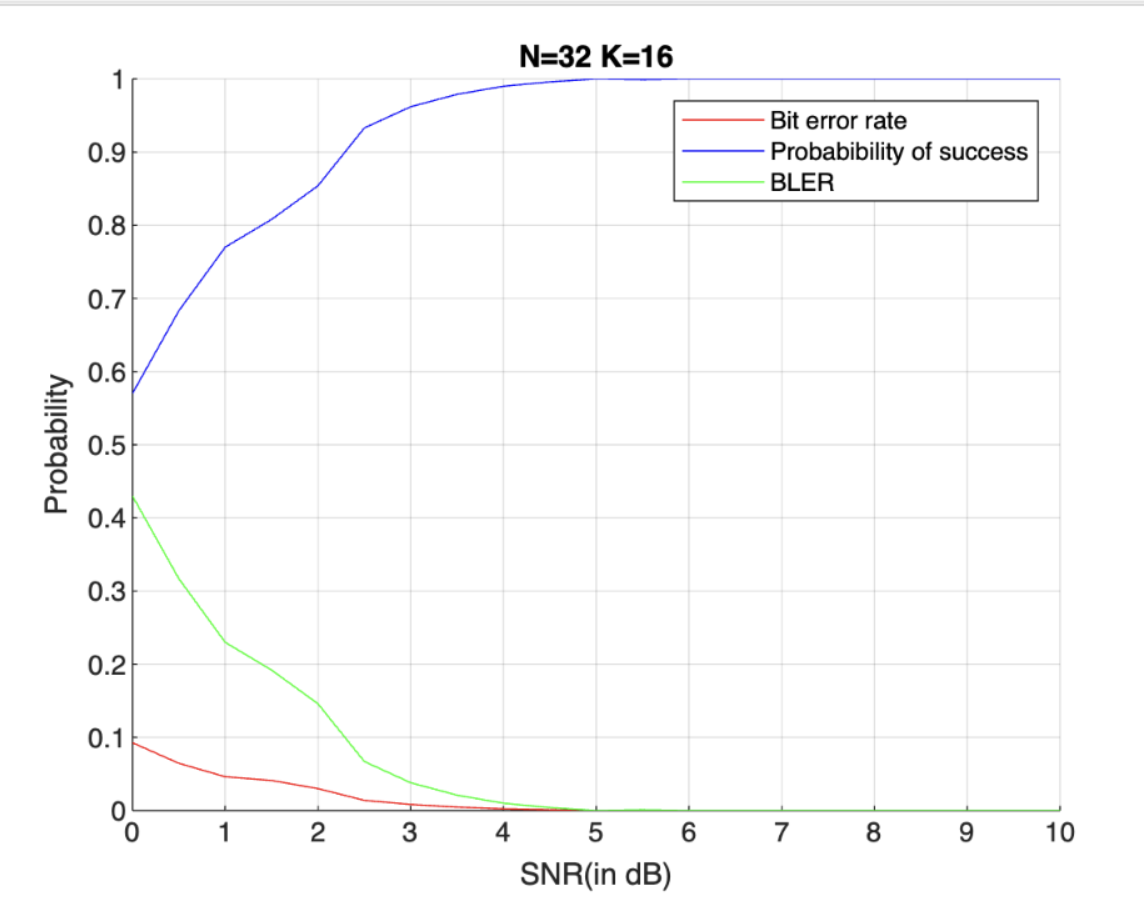 N=32 K=16
1
0.9
0.8
0.7
0.6
0.5
0.4
0.3
0.2
0.1
0
Probability
Bit error rate
Probabibility of success
BLER
0 1 2 3 4 5 6 7 8 9 10
SNR(in dB)